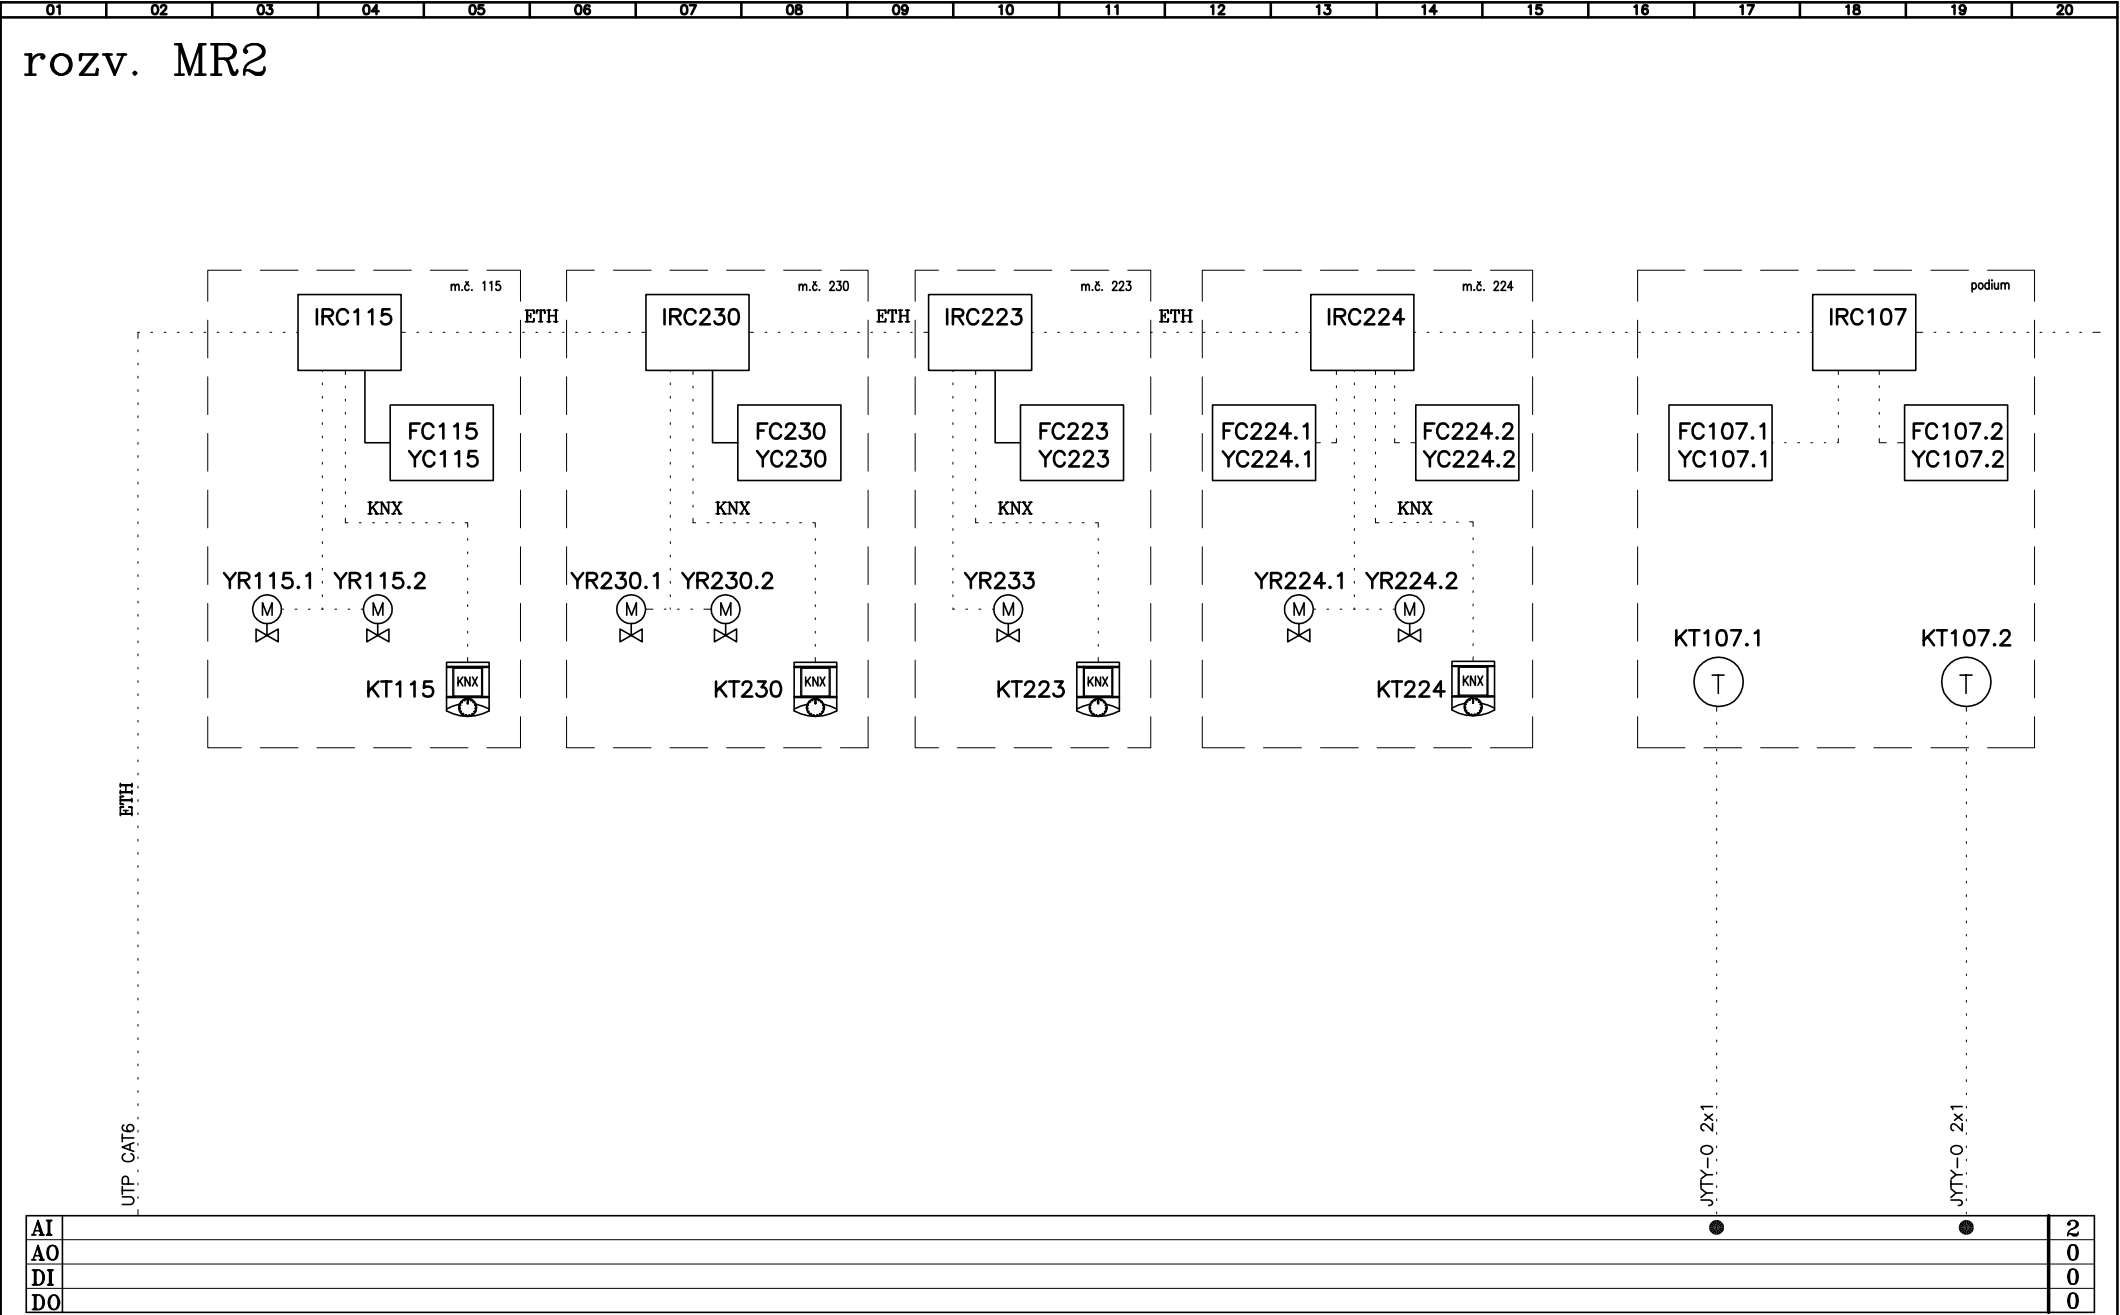 01 02 03 04 05 06 07 08 09 10 11 12 13 14 15 16 17 18 19 20
rozv. MR2
m.č. 115
m.č. 230
m.č. 223
m.č. 224
podium
IRC115
ETH
IRC230
ETH
IRC223
ETH
IRC224
IRC107
FC115
YC115
FC230
YC230
FC223
YC223
FC224.1
YC224.1
FC224.2
YC224.2
FC107.1
YC107.1
FC107.2
YC107.2
KNX
KNX
KNX
KNX
YR115.1
YR115.2
YR230.1
YR230.2
YR233
YR224.1
YR224.2
M
M
M
M
M
M
M
KT107.1
KT107.2
KT115
KNX
KT230
KNX
KT223
KNX
KT224
KNX
T
T
ETH
UTP CAT6
JYTY-O 2x1
JYTY-O 2x1
AI 2
AO 0
DI 0
DO 0